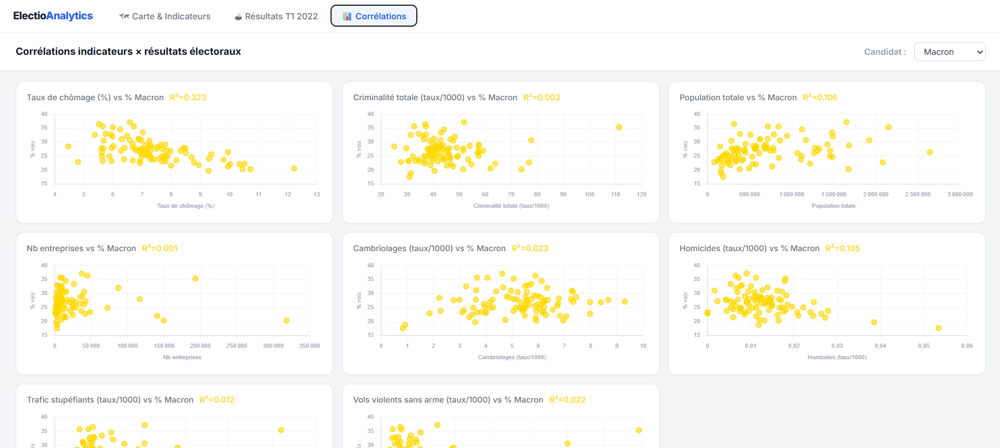 ElectioAnalytics
Carte & Indicateurs
Résultats T1 2022
Corrélations
Corrélations indicateurs × résultats électoraux
Candidat :
Macron
Taux de chômage (%) vs % Macron R²=0.323
40
35
30
25
20
15
% voix
4 5 6 7 8 9 10 11 12 13
Taux de chômage (%)
Criminalité totale (taux/1000) vs % Macron R²=0.003
40
35
30
25
20
15
% voix
20 30 40 50 60 70 80 90 100 110 120
Criminalité totale (taux/1000)
Population totale vs % Macron R²=0.106
40
35
30
25
20
15
% voix
0 500 000 1 000 000 1 500 000 2 000 000 2 500 000 3 000 000
Population totale
Nb entreprises vs % Macron R²=0.001
40
35
30
25
20
15
% voix
0 50 000 100 000 150 000 200 000 250 000 300 000 350 000
Nb entreprises
Cambriolages (taux/1000) vs % Macron R²=0.023
40
35
30
25
20
15
% voix
0 1 2 3 4 5 6 7 8 9 10
Cambriolages (taux/1000)
Homicides (taux/1000) vs % Macron R²=0.105
40
35
30
25
20
15
% voix
0 0,01 0,02 0,03 0,04 0,05 0,06
Homicides (taux/1000)
Trafic stupéfiants (taux/1000) vs % Macron R²=0.012
40
35
30
voix
Vols violents sans arme (taux/1000) vs % Macron R²=0.022
40
35
30
voix